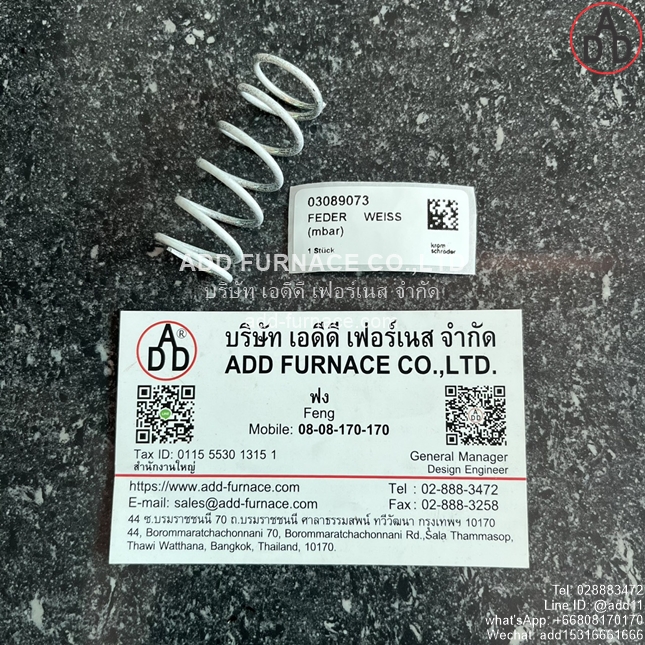 ADD
03089073
FEDER WEISS
(mbar)
1 Stück
krom
schroder
ADD FURNACE CO.,LTD.
บริษัท เอดีดี เฟอร์เนส จำกัด
add-furnace.com
ADD®
บริษัท เอดีดี เฟอร์เนส จำกัด
ADD FURNACE CO.,LTD.
ฟง
Feng
Mobile: 08-08-170-170
Tax ID: 0115 5530 1315 1
สำนักงานใหญ่
General Manager
Design Engineer
https://www.add-furnace.com
E-mail: sales@add-furnace.com
Tel : 02-888-3472
Fax : 02-888-3258
44 ซ.บรมราชชนนี 70 ถ.บรมราชชนนี ศาลาธรรมสพน์ ทวีวัฒนา กรุงเทพฯ 10170
44, Borommaratchachonnani 70, Borommaratchachonnani Rd.,Sala Thammasop,
Thawi Watthana, Bangkok, Thailand, 10170.
Tel: 028883472
Line ID: @add11
what'sApp: +66808170170
Wechat: add15316661666